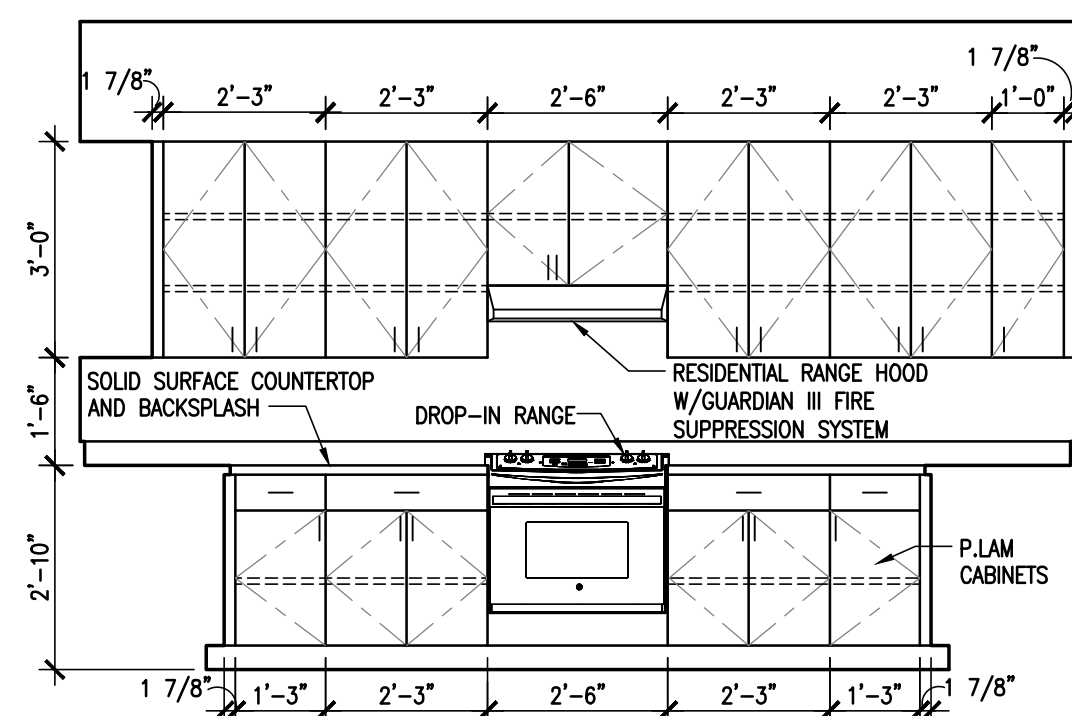 1 7/8"
1 7/8"
2'-3"
2'-3"
2'-6"
2'-3"
2'-3"
1'-0"
3'-0"
1'-6"
2'-10"
SOLID SURFACE COUNTERTOP
AND BACKSPLASH
DROP-IN RANGE
RESIDENTIAL RANGE HOOD
W/GUARDIAN III FIRE
SUPPRESSION SYSTEM
P.LAM
CABINETS
1 7/8"
1'-3"
2'-3"
2'-6"
2'-3"
1'-3"
1 7/8"